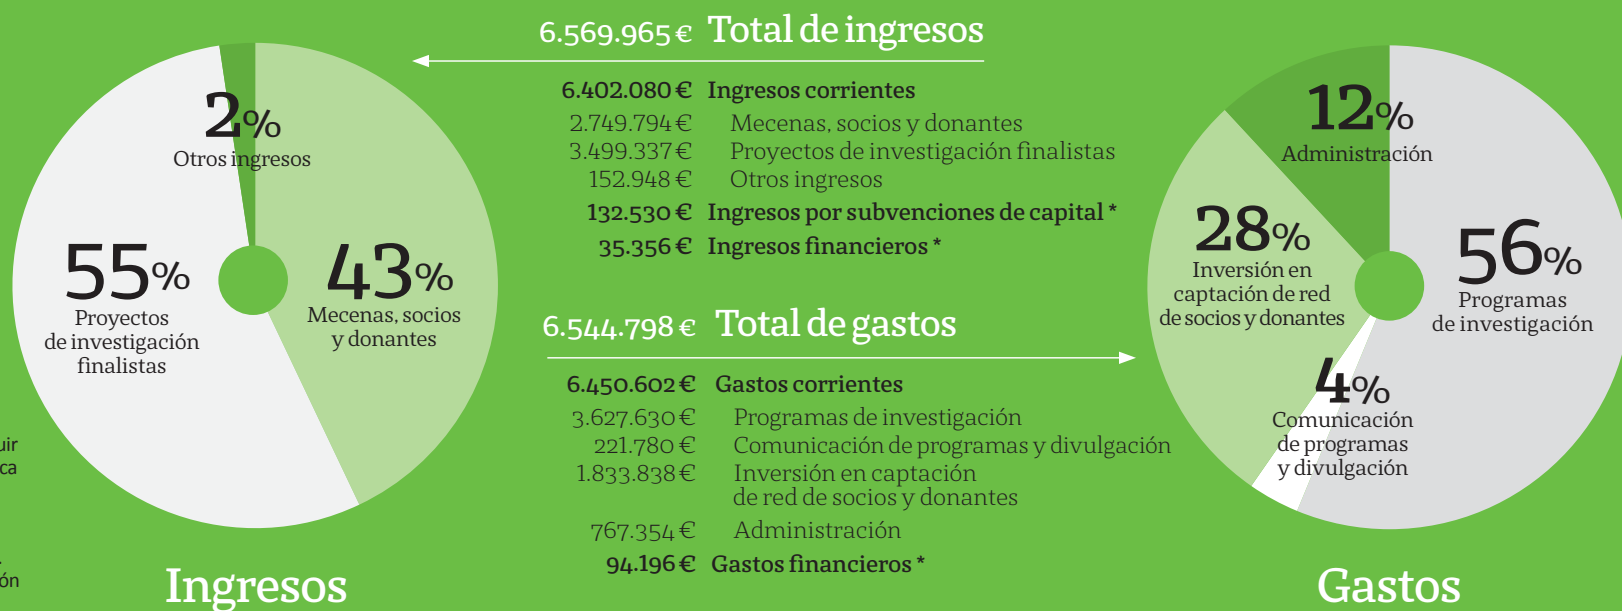 2%
Otros ingresos
55%
Proyectos
de investigación
finalistas
43%
Mecenas, socios
y donantes
Ingresos
6.569.965 € Total de ingresos
6.402.080 € Ingresos corrientes
2.749.794 € Mecenas, socios y donantes
3.499.337 € Proyectos de investigación finalistas
152.948 € Otros ingresos
132.530 € Ingresos por subvenciones de capital *
35.356 € Ingresos financieros *
6.544.798 € Total de gastos
6.450.602 € Gastos corrientes
3.627.630 € Programas de investigación
221.780 € Comunicación de programas y divulgación
1.833.838 € Inversión en captación
de red de socios y donantes
767.354 € Administración
94.196 € Gastos financieros *
12%
Administración
28%
Inversión en
captación de red
de socios y donantes
56%
Programas
de investigación
4%
Comunicación
de programas
y divulgación
Gastos
uir
ca
ón